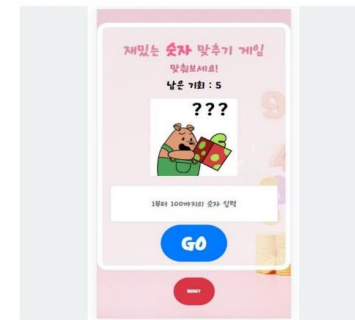 재밌는 숫자 맞추기 게임
맞춰보세요!
남은 기회 : 5
???
1부터 100까지의 숫자 입력
GO
RESET